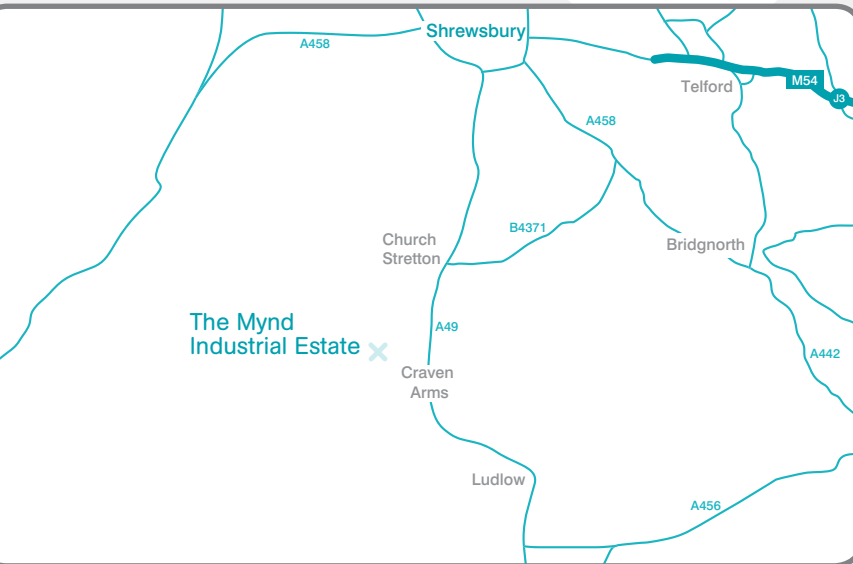 Shrewsbury
A458
M54
Telford
J3
A458
B4371
Church
Stretton
Bridgnorth
The Mynd
Industrial Estate
A49
A442
Craven
Arms
Ludlow
A456